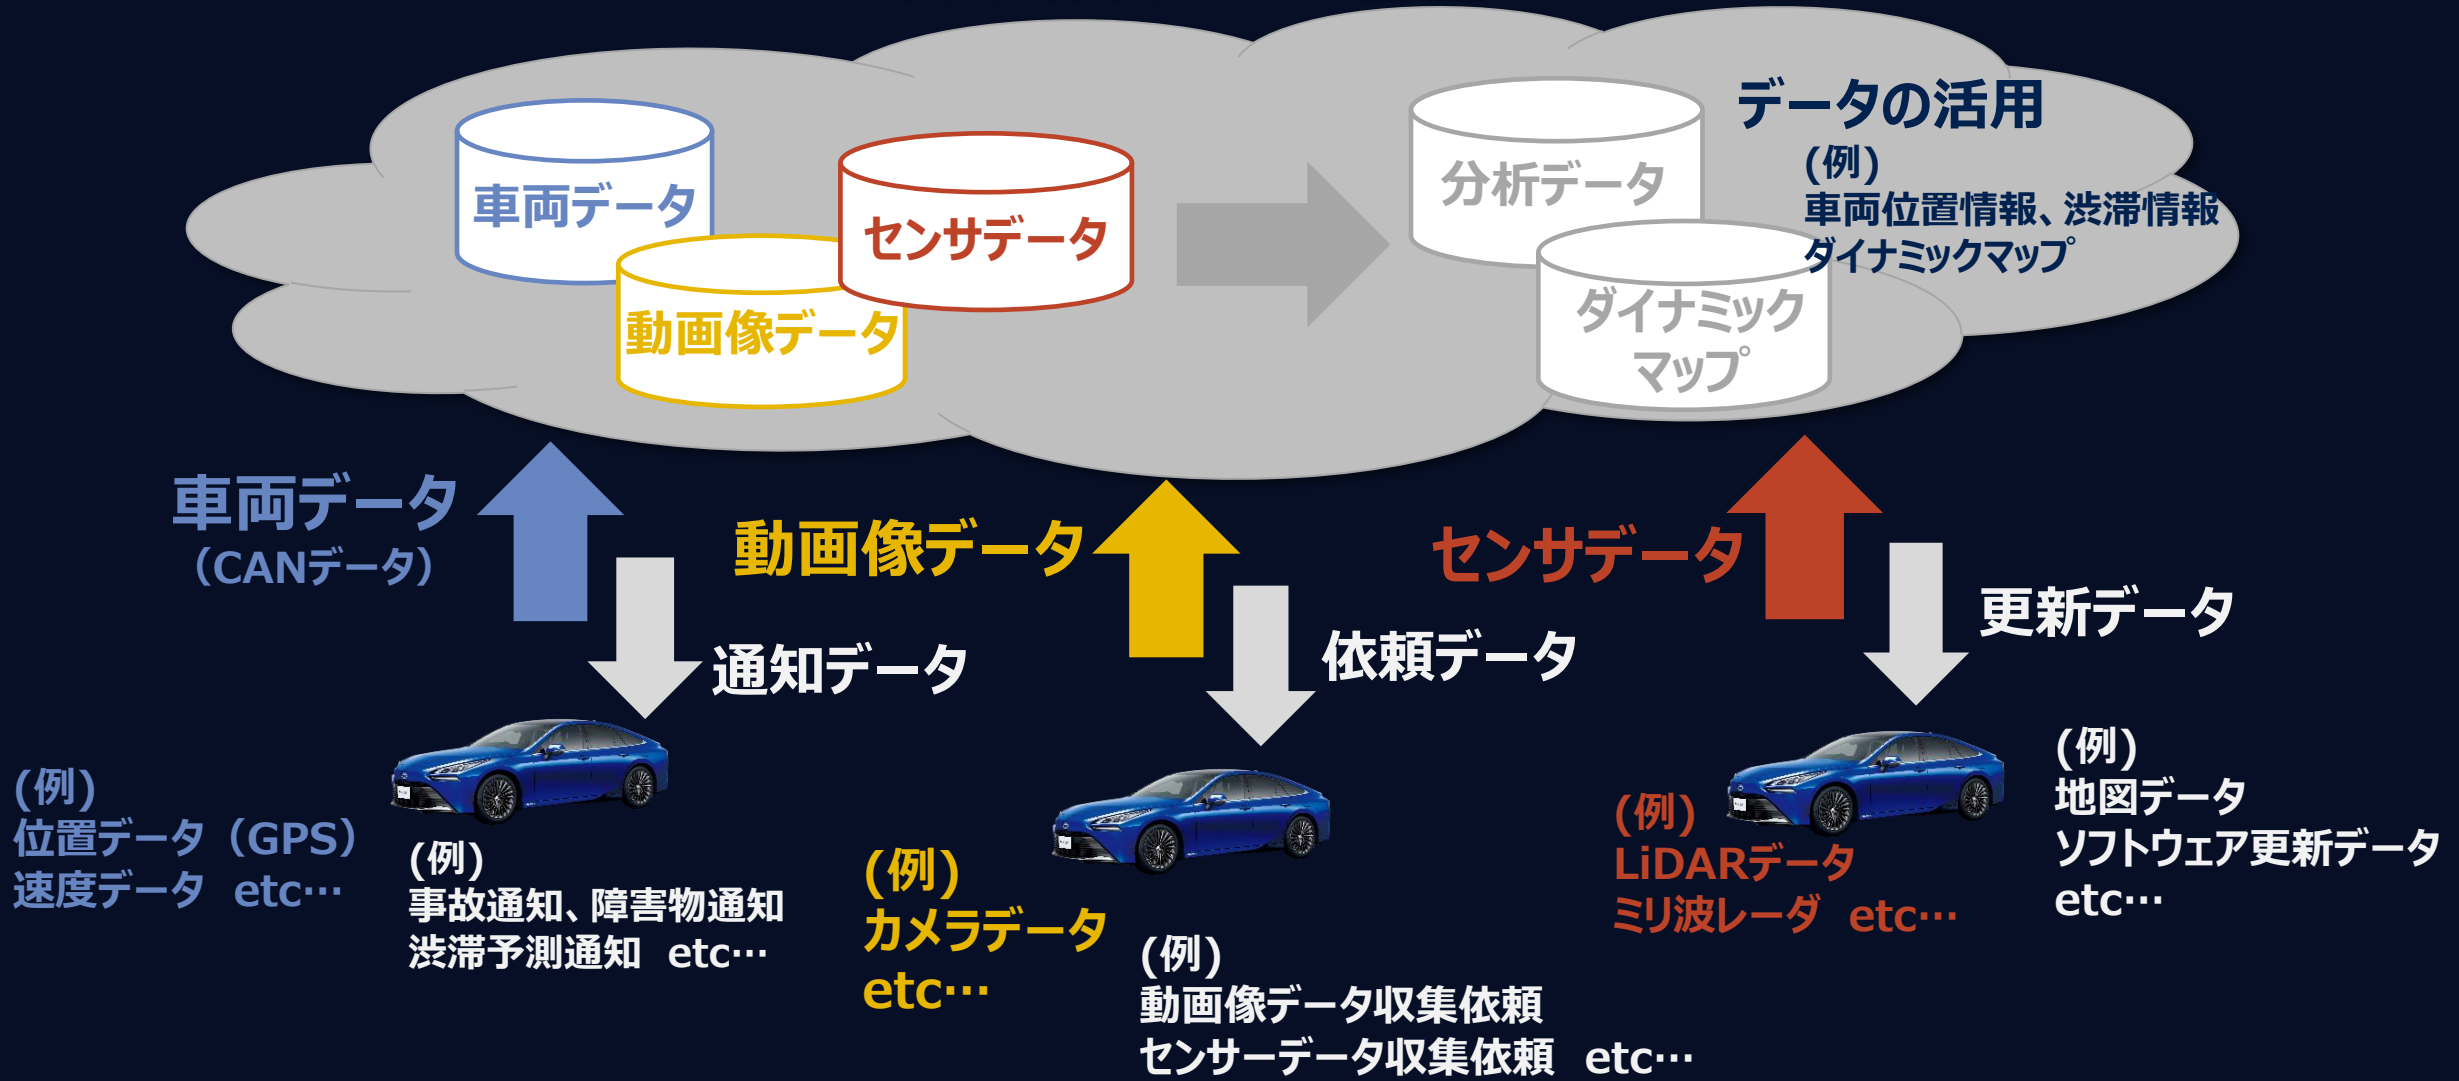 車両データ
動画像データ
センサデータ
分析データ
ダイナミック
マップ
データの活用
(例)
車両位置情報、渋滞情報
ダイナミックマップ
車両データ
（CANデータ）
通知データ
動画像データ
依頼データ
センサデータ
更新データ
(例)
位置データ（GPS）
速度データ etc…
(例)
事故通知、障害物通知
渋滞予測通知 etc…
(例)
カメラデータ
etc…
(例)
動画像データ収集依頼
センサーデータ収集依頼 etc…
(例)
LiDARデータ
ミリ波レーダ etc…
(例)
地図データ
ソフトウェア更新データ
etc…